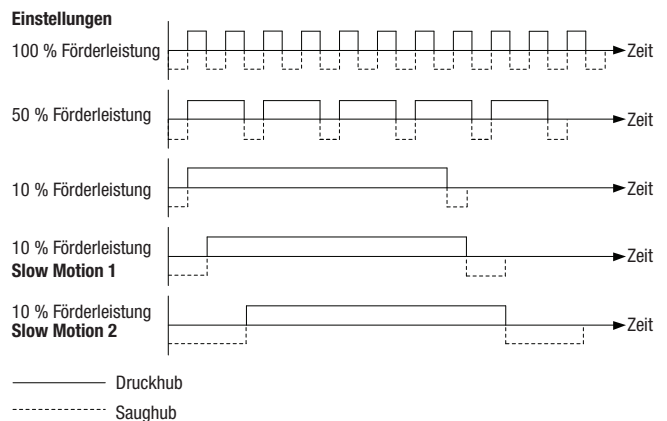 Einstellungen
100 % Förderleistung
Zeit
50 % Förderleistung
Zeit
10 % Förderleistung
Zeit
10 % Förderleistung
Slow Motion 1
Zeit
10 % Förderleistung
Slow Motion 2
Zeit
Druckhub
Saughub